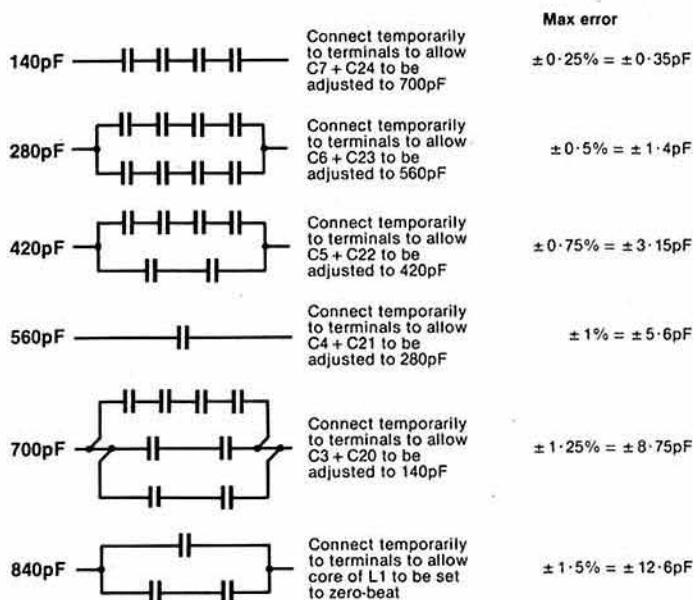 Max error
140pF
Connect temporarily
to terminals to allow
C7 + C24 to be
adjusted to 700pF
± 0·25% = ± 0·35pF
280pF
Connect temporarily
to terminals to allow
C6 + C23 to be
adjusted to 560pF
± 0·5% = ± 1·4pF
420pF
Connect temporarily
to terminals to allow
C5 + C22 to be
adjusted to 420pF
± 0·75% = ± 3·15pF
560pF
Connect temporarily
to terminals to allow
C4 + C21 to be
adjusted to 280pF
± 1% = ± 5·6pF
700pF
Connect temporarily
to terminals to allow
C3 + C20 to be
adjusted to 140pF
± 1·25% = ± 8·75pF
840pF
Connect temporarily
to terminals to allow
core of L1 to be set
to zero-beat
± 1·5% = ± 12·6pF